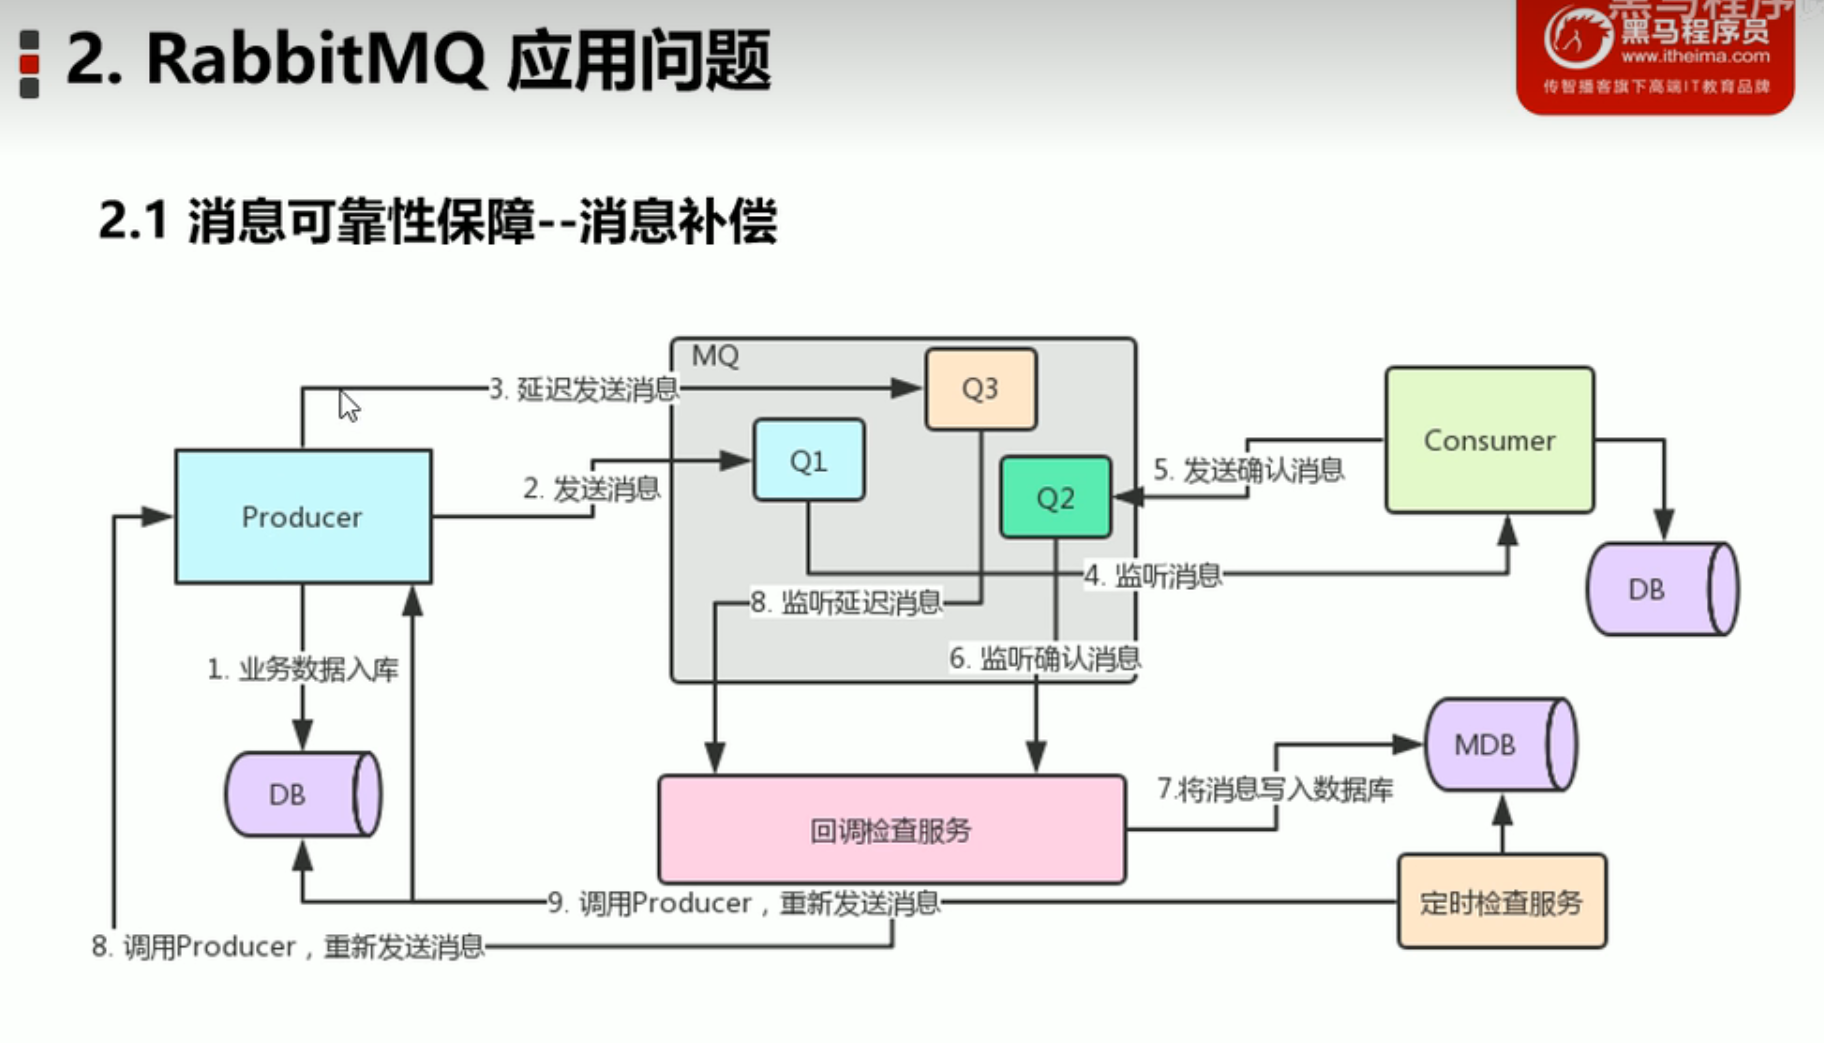 黑马程序
2. RabbitMQ 应用问题
黑马程序员
www.itheima.com
传智播客旗下高端IT教育品牌
2.1 消息可靠性保障--消息补偿
MQ
Q3
3. 延迟发送消息
Q1
Consumer
2. 发送消息
5. 发送确认消息
Q2
Producer
4. 监听消息
DB
8. 监听延迟消息
6. 监听确认消息
1. 业务数据入库
MDB
7.将消息写入数据库
DB
回调检查服务
9. 调用Producer，重新发送消息
定时检查服务
8. 调用Producer，重新发送消息